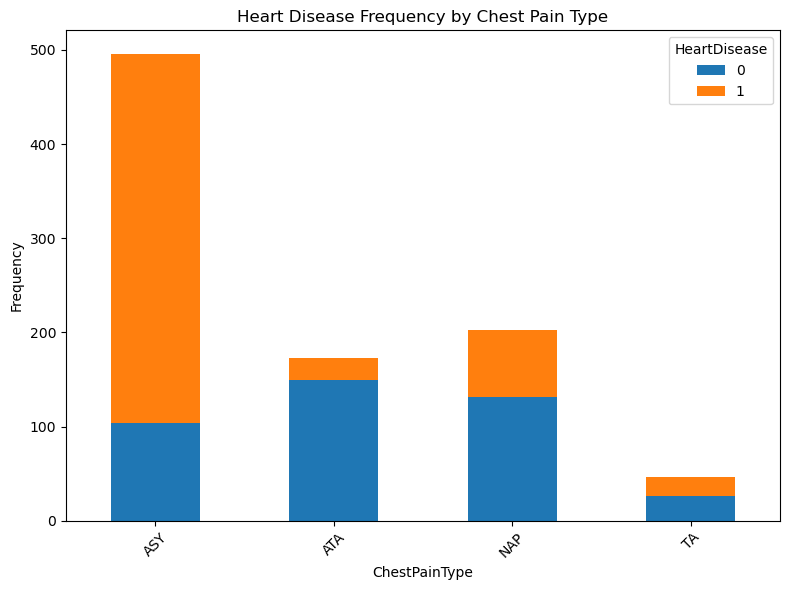 Heart Disease Frequency by Chest Pain Type
HeartDisease
0
1
500
400
300
200
100
0
Frequency
ASY
ATA
NAP
TA
ChestPainType